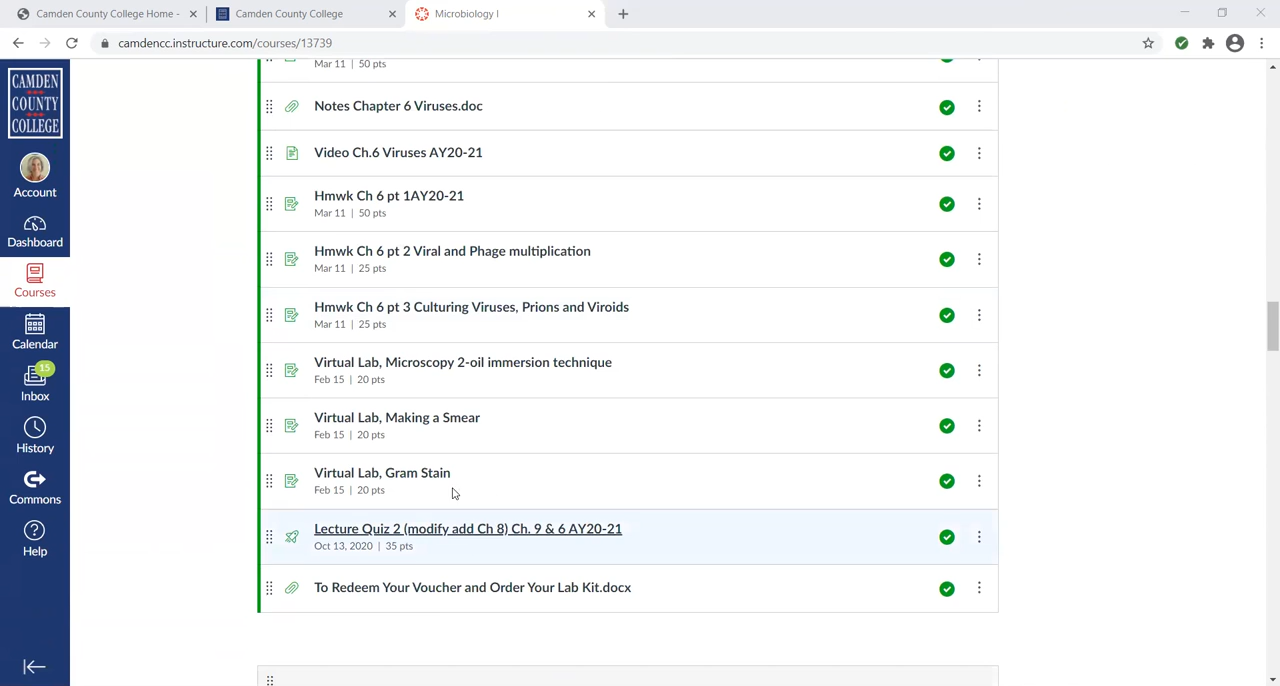 Camden County College Home -
Camden County College
Microbiology I
camdencc.instructure.com/courses/13739
CAMDEN
COUNTY
COLLEGE
Account
Dashboard
Courses
Calendar
15
Inbox
History
Commons
Help
Mar 11 | 50 pts
Notes Chapter 6 Viruses.doc
Video Ch.6 Viruses AY20-21
Hmwk Ch 6 pt 1AY20-21
Mar 11 | 50 pts
Hmwk Ch 6 pt 2 Viral and Phage multiplication
Mar 11 | 25 pts
Hmwk Ch 6 pt 3 Culturing Viruses, Prions and Viroids
Mar 11 | 25 pts
Virtual Lab, Microscopy 2-oil immersion technique
Feb 15 | 20 pts
Virtual Lab, Making a Smear
Feb 15 | 20 pts
Virtual Lab, Gram Stain
Feb 15 | 20 pts
Lecture Quiz 2 (modify add Ch 8) Ch. 9 & 6 AY20-21
Oct 13, 2020 | 35 pts
To Redeem Your Voucher and Order Your Lab Kit.docx